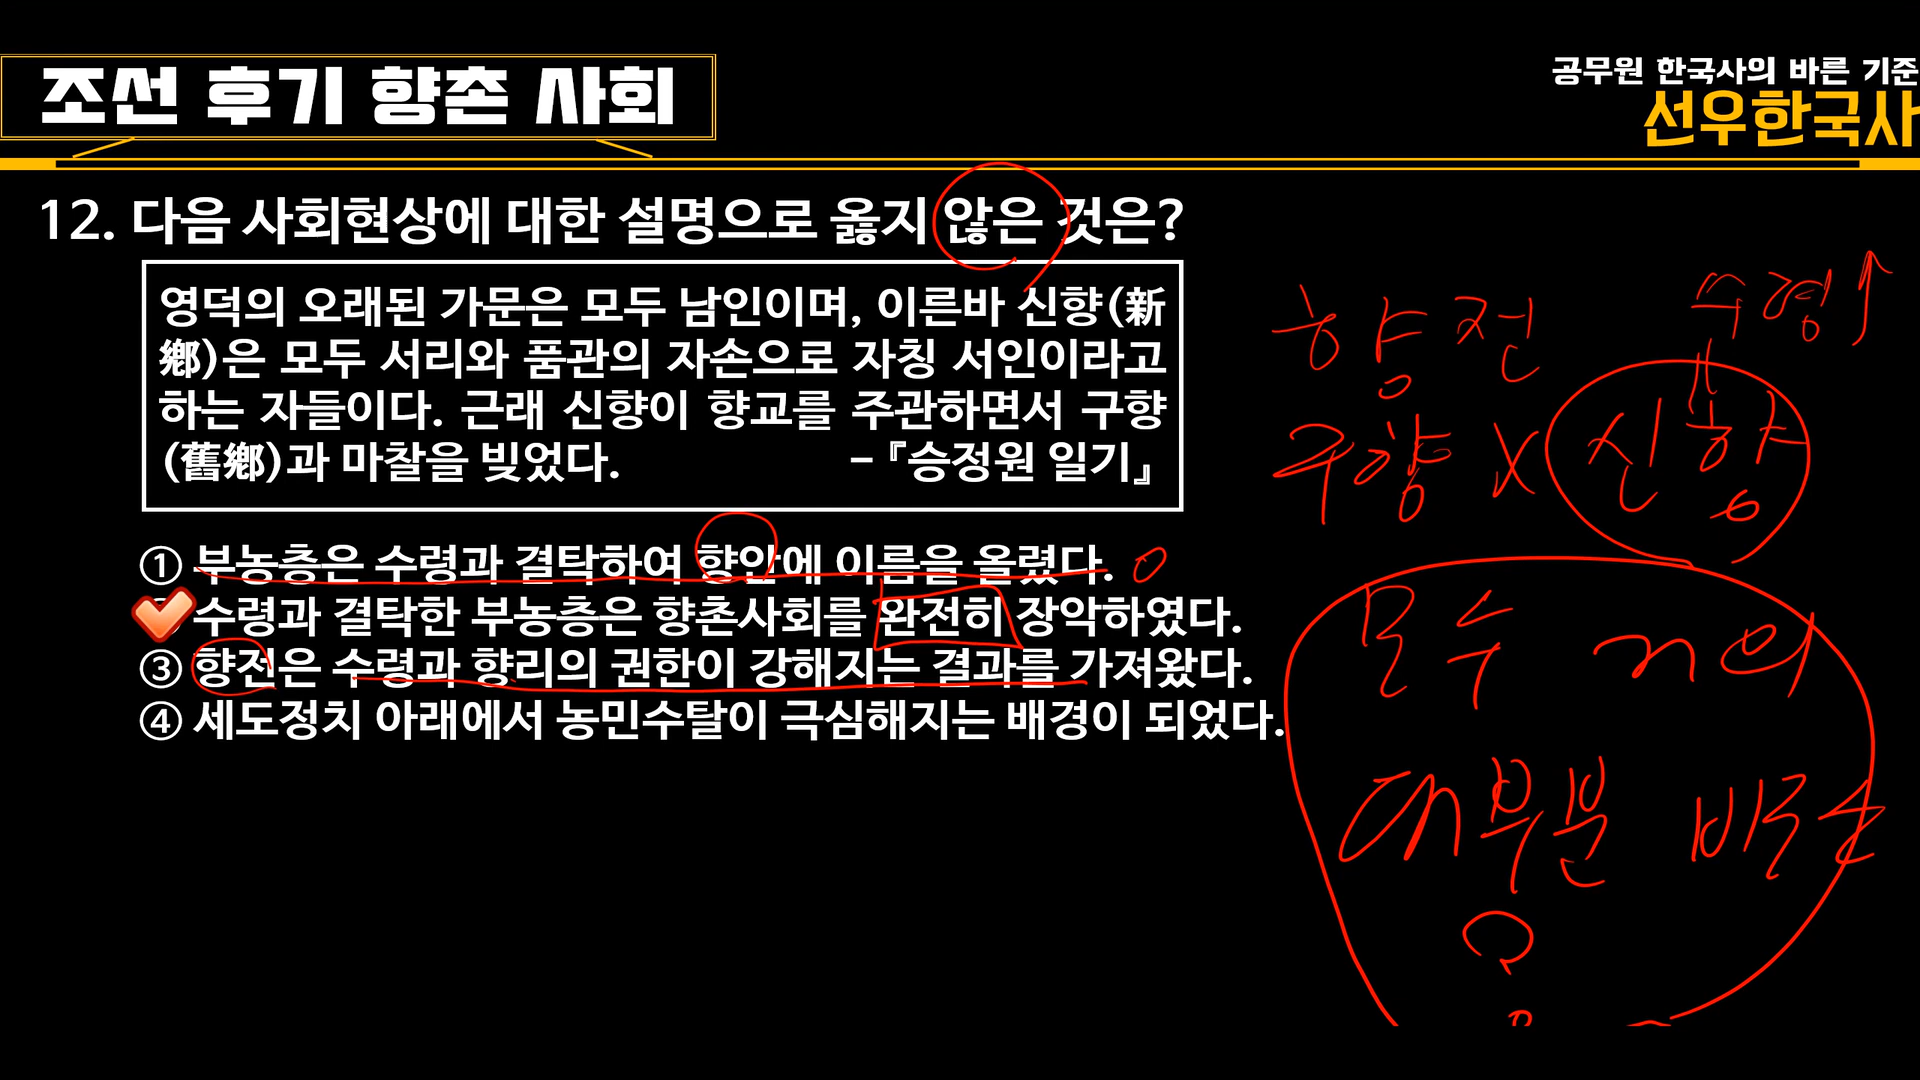 조선 후기 향촌 사회
공무원 한국사의 바른 기준
선우한국사
12. 다음 사회현상에 대한 설명으로 옳지 않은 것은?
영덕의 오래된 가문은 모두 남인이며, 이른바 신향(新
鄕)은 모두 서리와 품관의 자손으로 자칭 서인이라고
하는 자들이다. 근래 신향이 향교를 주관하면서 구향
(舊鄕)과 마찰을 빚었다. -『승정원 일기』
① 부농층은 수령과 결탁하여 향안에 이름을 올렸다.
수령과 결탁한 부농층은 향촌사회를 완전히 장악하였다.
③ 향전은 수령과 향리의 권한이 강해지는 결과를 가져왔다.
④ 세도정치 아래에서 농민수탈이 극심해지는 배경이 되었다.
향전 수령↑
구향 X 신향
대부분